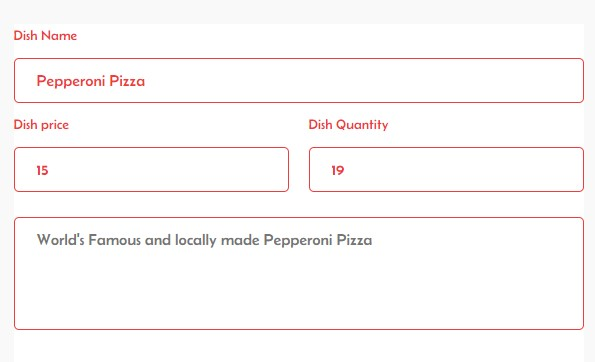 Dish Name
Pepperoni Pizza
Dish price
Dish Quantity
15
19
World's Famous and locally made Pepperoni Pizza